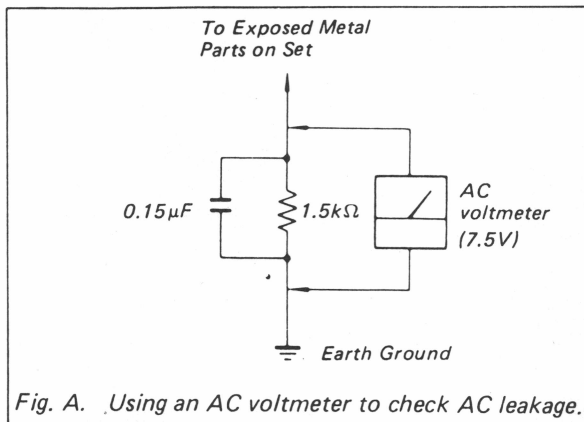 To Exposed Metal
Parts on Set
0.15μF
1.5kΩ
AC
voltmeter
(7.5V)
Earth Ground
Fig. A. Using an AC voltmeter to check AC leakage.